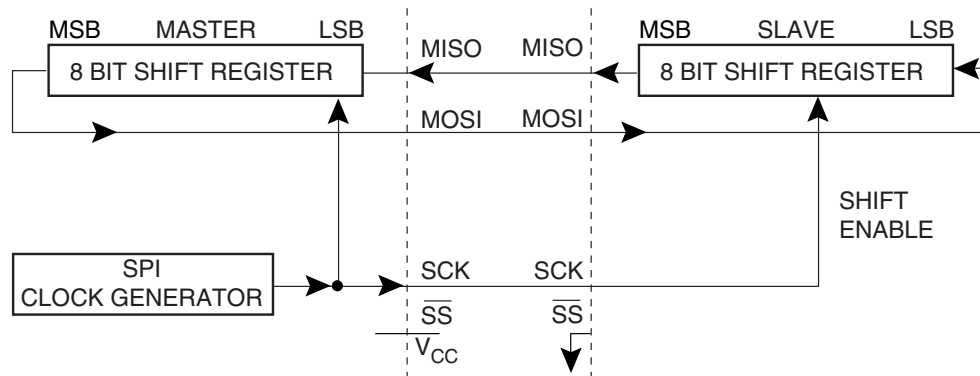 MSB MASTER LSB
8 BIT SHIFT REGISTER
MISO MISO
MSB SLAVE LSB
8 BIT SHIFT REGISTER
MOSI MOSI
SHIFT
ENABLE
SPI
CLOCK GENERATOR
SCK SCK
SS SS
VCC